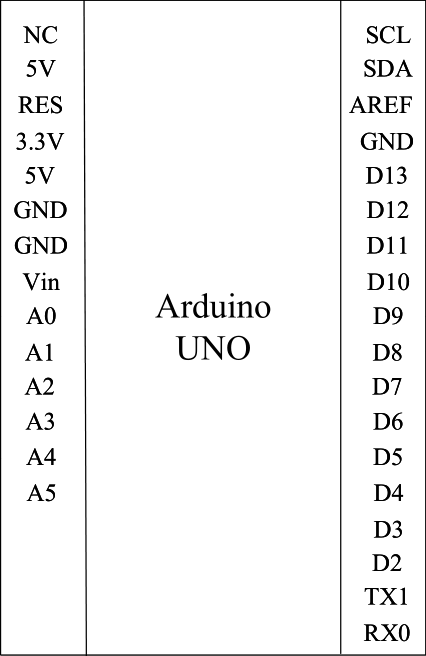 NC
5V
RES
3.3V
5V
GND
GND
Vin
A0
A1
A2
A3
A4
A5
Arduino
UNO
SCL
SDA
AREF
GND
D13
D12
D11
D10
D9
D8
D7
D6
D5
D4
D3
D2
TX1
RX0